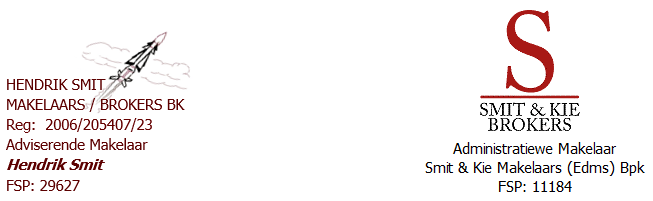 HENDRIK SMIT
MAKELAARS / BROKERS BK
Reg:  2006/205407/23
Adviserende Makelaar
Hendrik Smit
FSP: 29627
S
SMIT & KIE
BROKERS
Administratiewe Makelaar
Smit & Kie Makelaars (Edms) Bpk
FSP: 11184